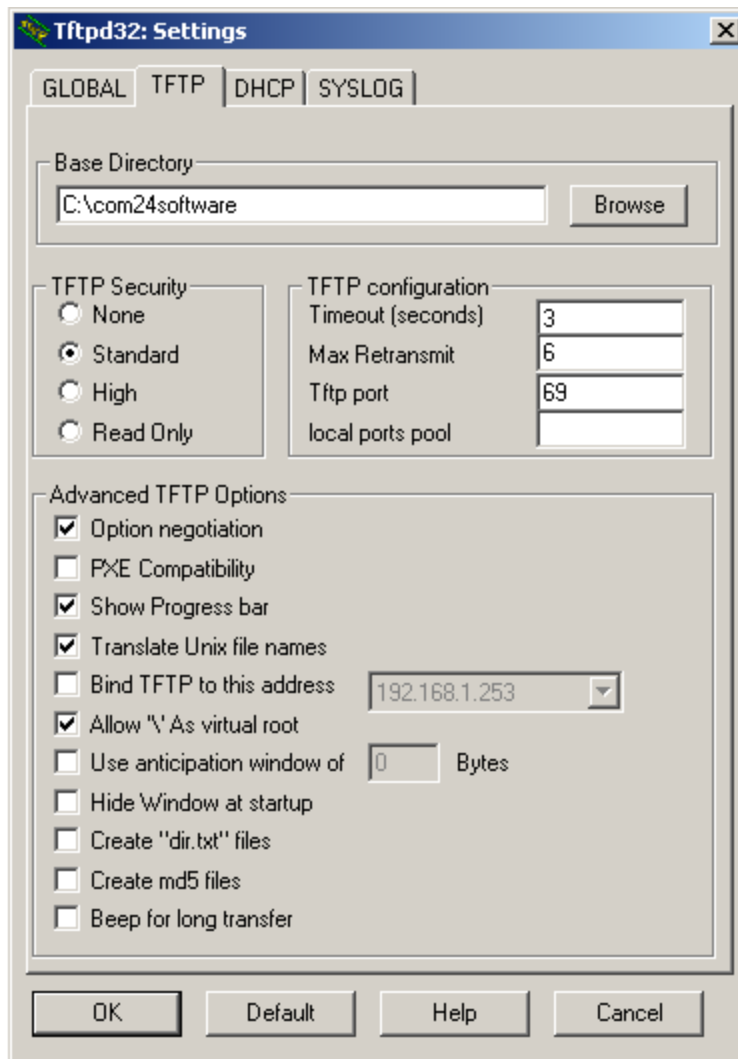 Tftpd32: Settings
GLOBAL TFTP DHCP SYSLOG
Base Directory
C:\com24software Browse
TFTP Security
None
Standard
High
Read Only
TFTP configuration
Timeout (seconds) 3
Max Retransmit 6
Tftp port 69
local ports pool
Advanced TFTP Options
Option negotiation
PXE Compatibility
Show Progress bar
Translate Unix file names
Bind TFTP to this address 192.168.1.253
Allow '\' As virtual root
Use anticipation window of 0 Bytes
Hide Window at startup
Create "dir.txt" files
Create md5 files
Beep for long transfer
OK Default Help Cancel